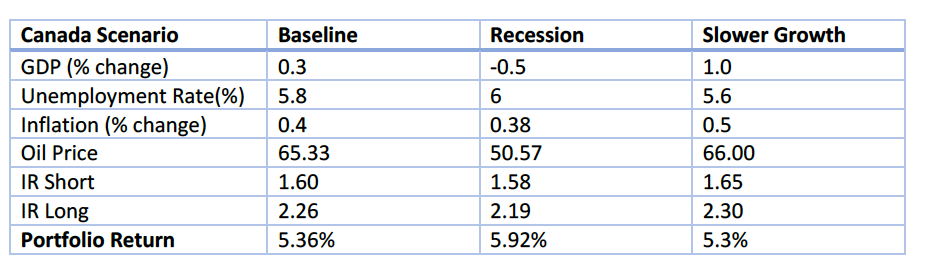 Canada Scenario Baseline Recession Slower Growth
GDP (% change) 0.3 -0.5 1.0
Unemployment Rate(%) 5.8 6 5.6
Inflation (% change) 0.4 0.38 0.5
Oil Price 65.33 50.57 66.00
IR Short 1.60 1.58 1.65
IR Long 2.26 2.19 2.30
Portfolio Return 5.36% 5.92% 5.3%